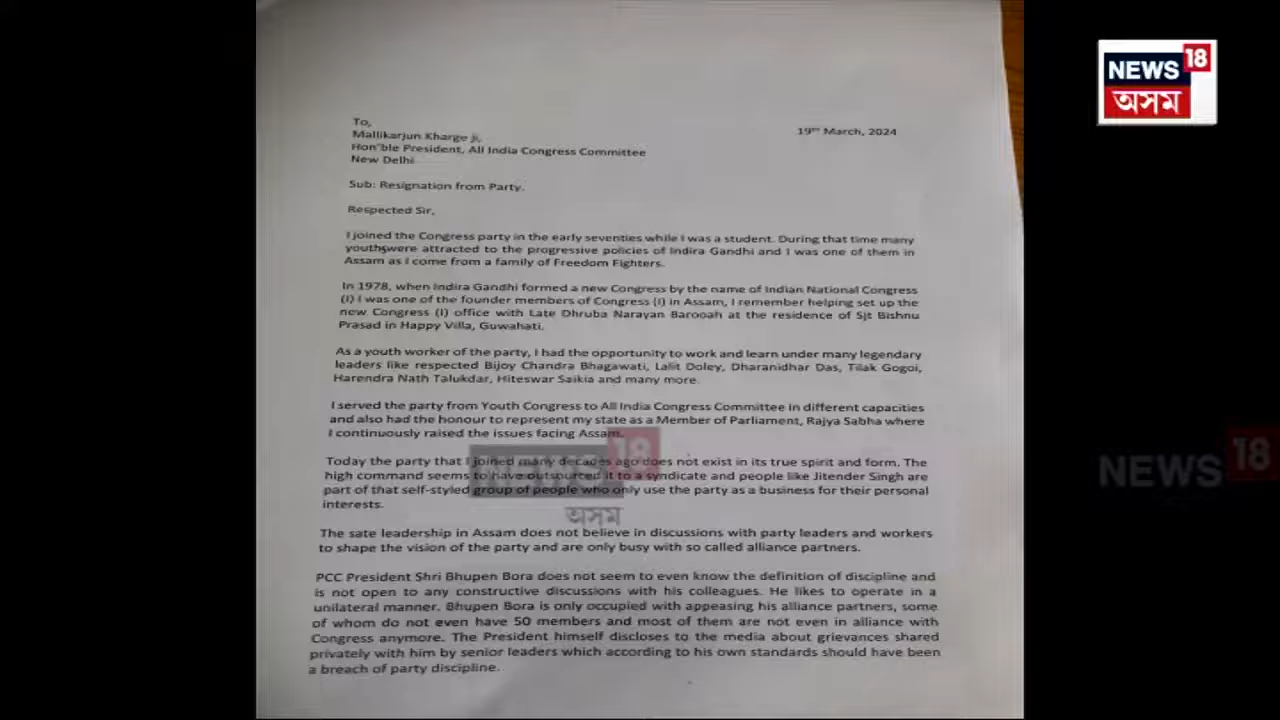 To,
19th March, 2024
Mallikarjun Kharge ji,
Hon'ble President, All India Congress Committee
New Delhi
Sub: Resignation from Party.
Respected Sir,
I joined the Congress party in the early seventies while I was a student. During that time many
youths were attracted to the progressive policies of Indira Gandhi and I was one of them in
Assam as I come from a family of Freedom Fighters.
In 1978, when Indira Gandhi formed a new Congress by the name of Indian National Congress
(I) I was one of the founder members of Congress (I) in Assam, I remember helping set up the
new Congress (I) office with Late Dhruba Narayan Barooah at the residence of Sjt Bishnu
Prasad in Happy Villa, Guwahati.
As a youth worker of the party, I had the opportunity to work and learn under many legendary
leaders like respected Bijoy Chandra Bhagawati, Lalit Doley, Dharanidhar Das, Tilak Gogoi,
Harendra Nath Talukdar, Hiteswar Saikia and many more.
I served the party from Youth Congress to All India Congress Committee in different capacities
and also had the honour to represent my state as a Member of Parliament, Rajya Sabha where
I continuously raised the issues facing Assam.
Today the party that I joined many decades ago does not exist in its true spirit and form. The
high command seems to have outsourced it to a syndicate and people like Jitender Singh are
part of that self-styled group of people who only use the party as a business for their personal
interests.
The sate leadership in Assam does not believe in discussions with party leaders and workers
to shape the vision of the party and are only busy with so called alliance partners.
PCC President Shri Bhupen Bora does not seem to even know the definition of discipline and
is not open to any constructive discussions with his colleagues. He likes to operate in a
unilateral manner. Bhupen Bora is only occupied with appeasing his alliance partners, some
of whom do not even have 50 members and most of them are not even in alliance with
Congress anymore. The President himself discloses to the media about grievances shared
privately with him by senior leaders which according to his own standards should have been
a breach of party discipline.
NEWS 18
অসম
NEWS 18
অসম
NEWS 18